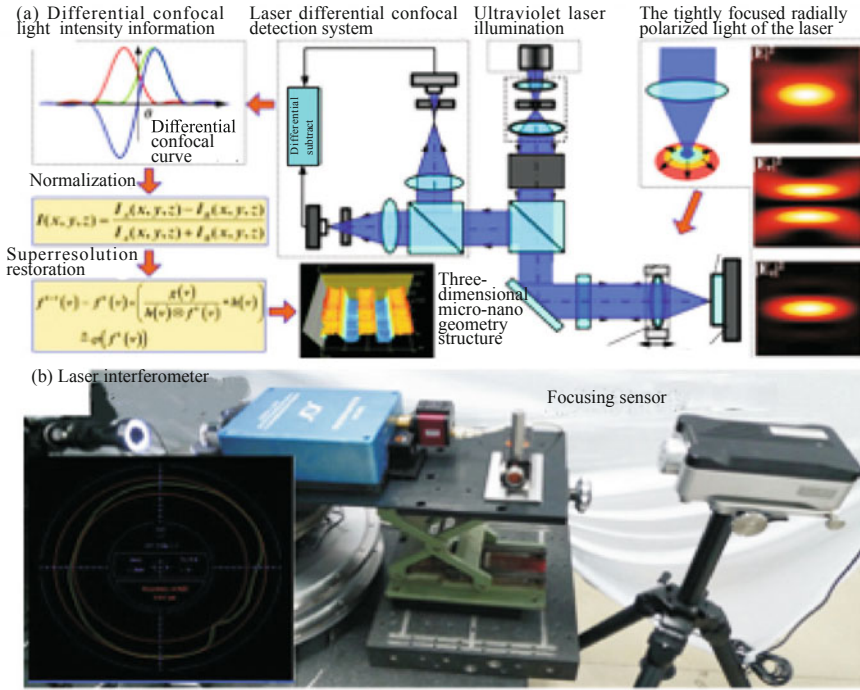 (a) Differential confocal
light intensity information
Laser differential confocal
detection system
Ultraviolet laser
illumination
The tightly focused radially
polarized light of the laser
0
Differential
confocal
curve
Differential
subtract
Normalization
I(x, y, z) = (I_A(x, y, z) − I_B(x, y, z)) / (I_A(x, y, z) + I_B(x, y, z))
Superresolution
restoration
Three-
dimensional
micro-nano
geometry
structure
(b) Laser interferometer
Focusing sensor